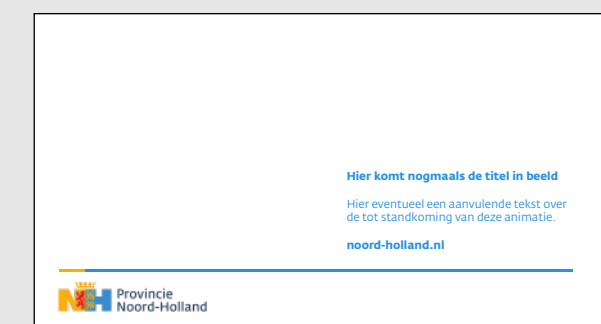 Hier komt nogmaals de titel in beeld
Hier eventueel een aanvulende tekst over
de tot standkoming van deze animatie.
noord-holland.nl
NH Provincie
Noord-Holland